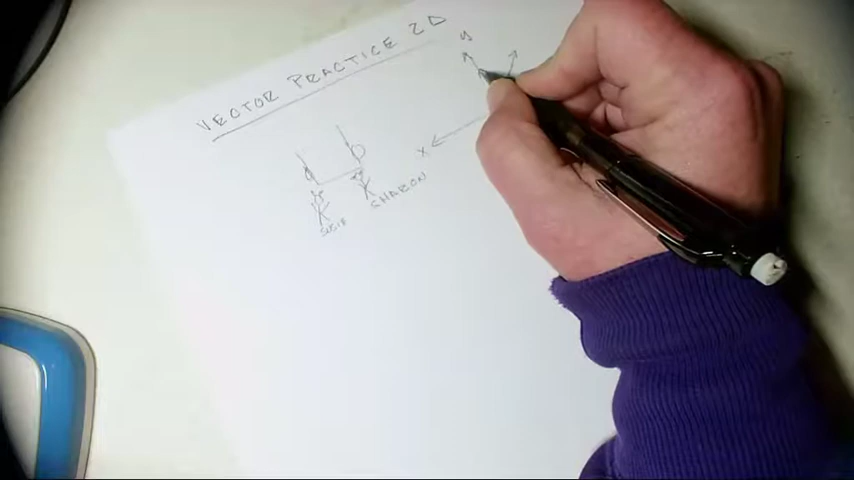 VECTOR PRACTICE 2D
y
x
SUSIE
SHARON